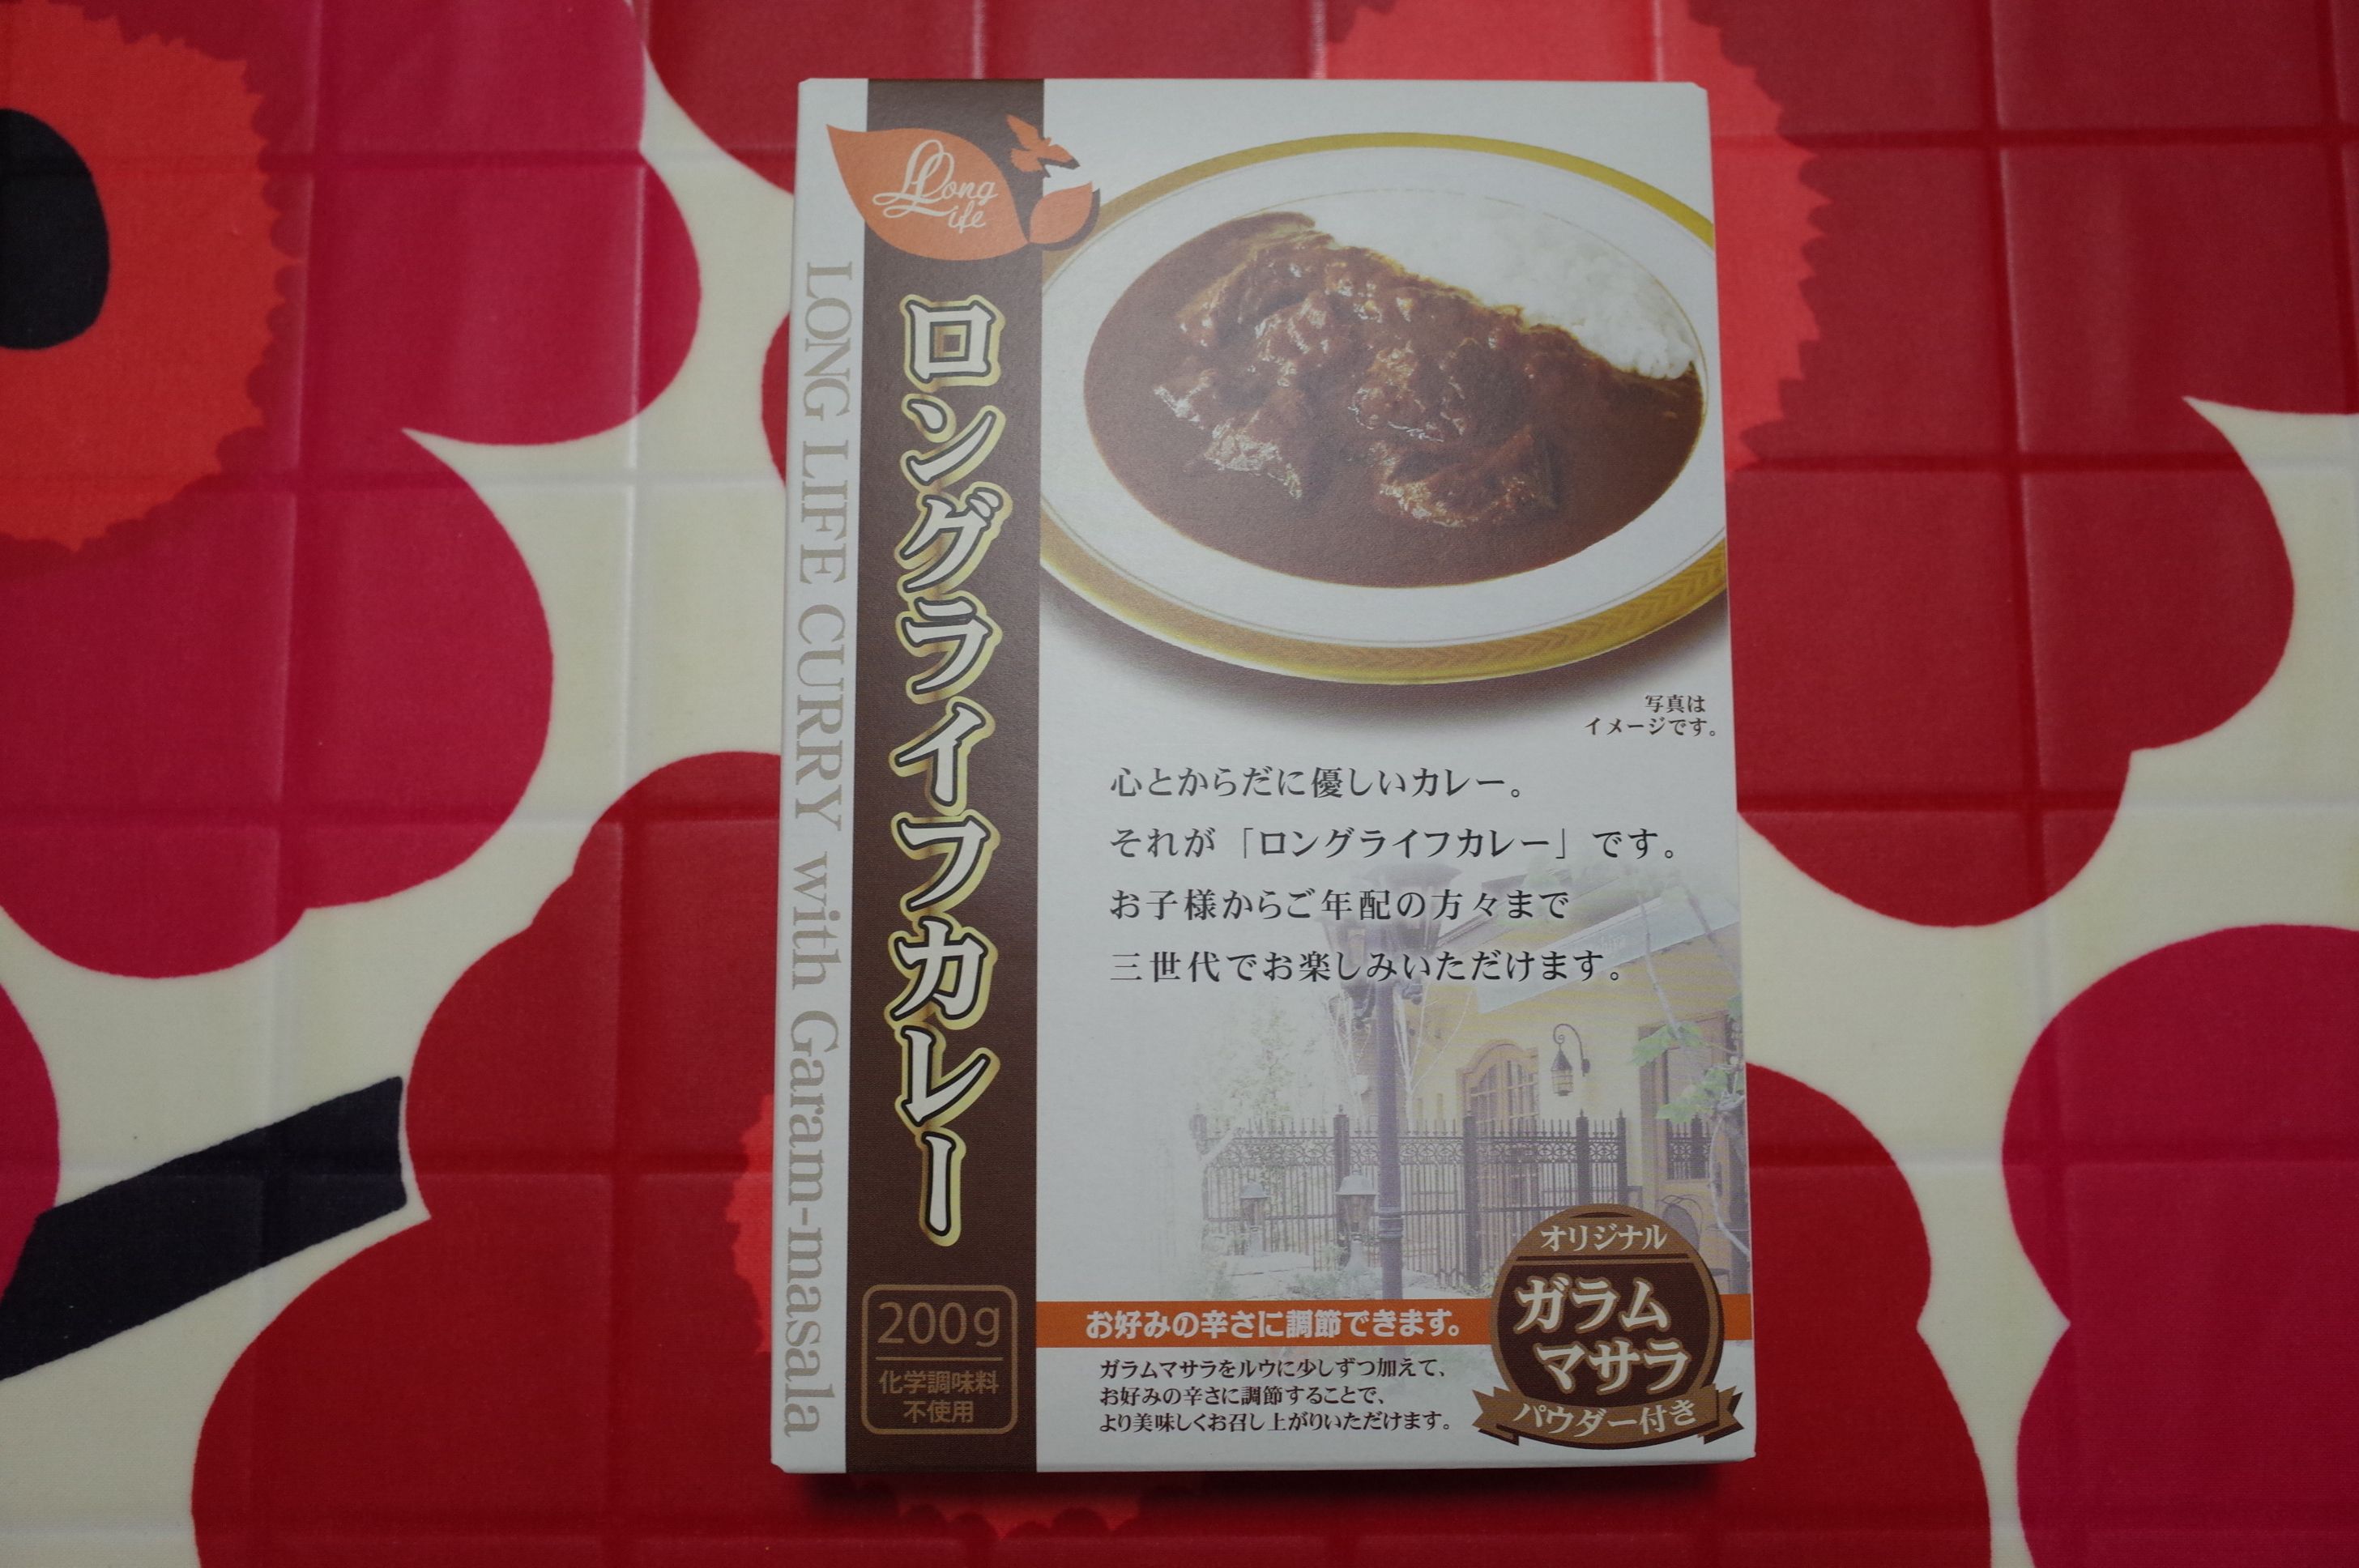 Long
Life
LONG LIFE CURRY with Garam-masala
ロングライフカレー
200g
化学調味料
不使用
写真は
イメージです。
心とからだに優しいカレー。
それが「ロングライフカレー」です。
お子様からご年配の方々まで
三世代でお楽しみいただけます。
お好みの辛さに調節できます。
ガラムマサラをルウに少しずつ加えて、
お好みの辛さに調節することで、
より美味しくお召し上がりいただけます。
オリジナル
ガラム
マサラ
パウダー付き